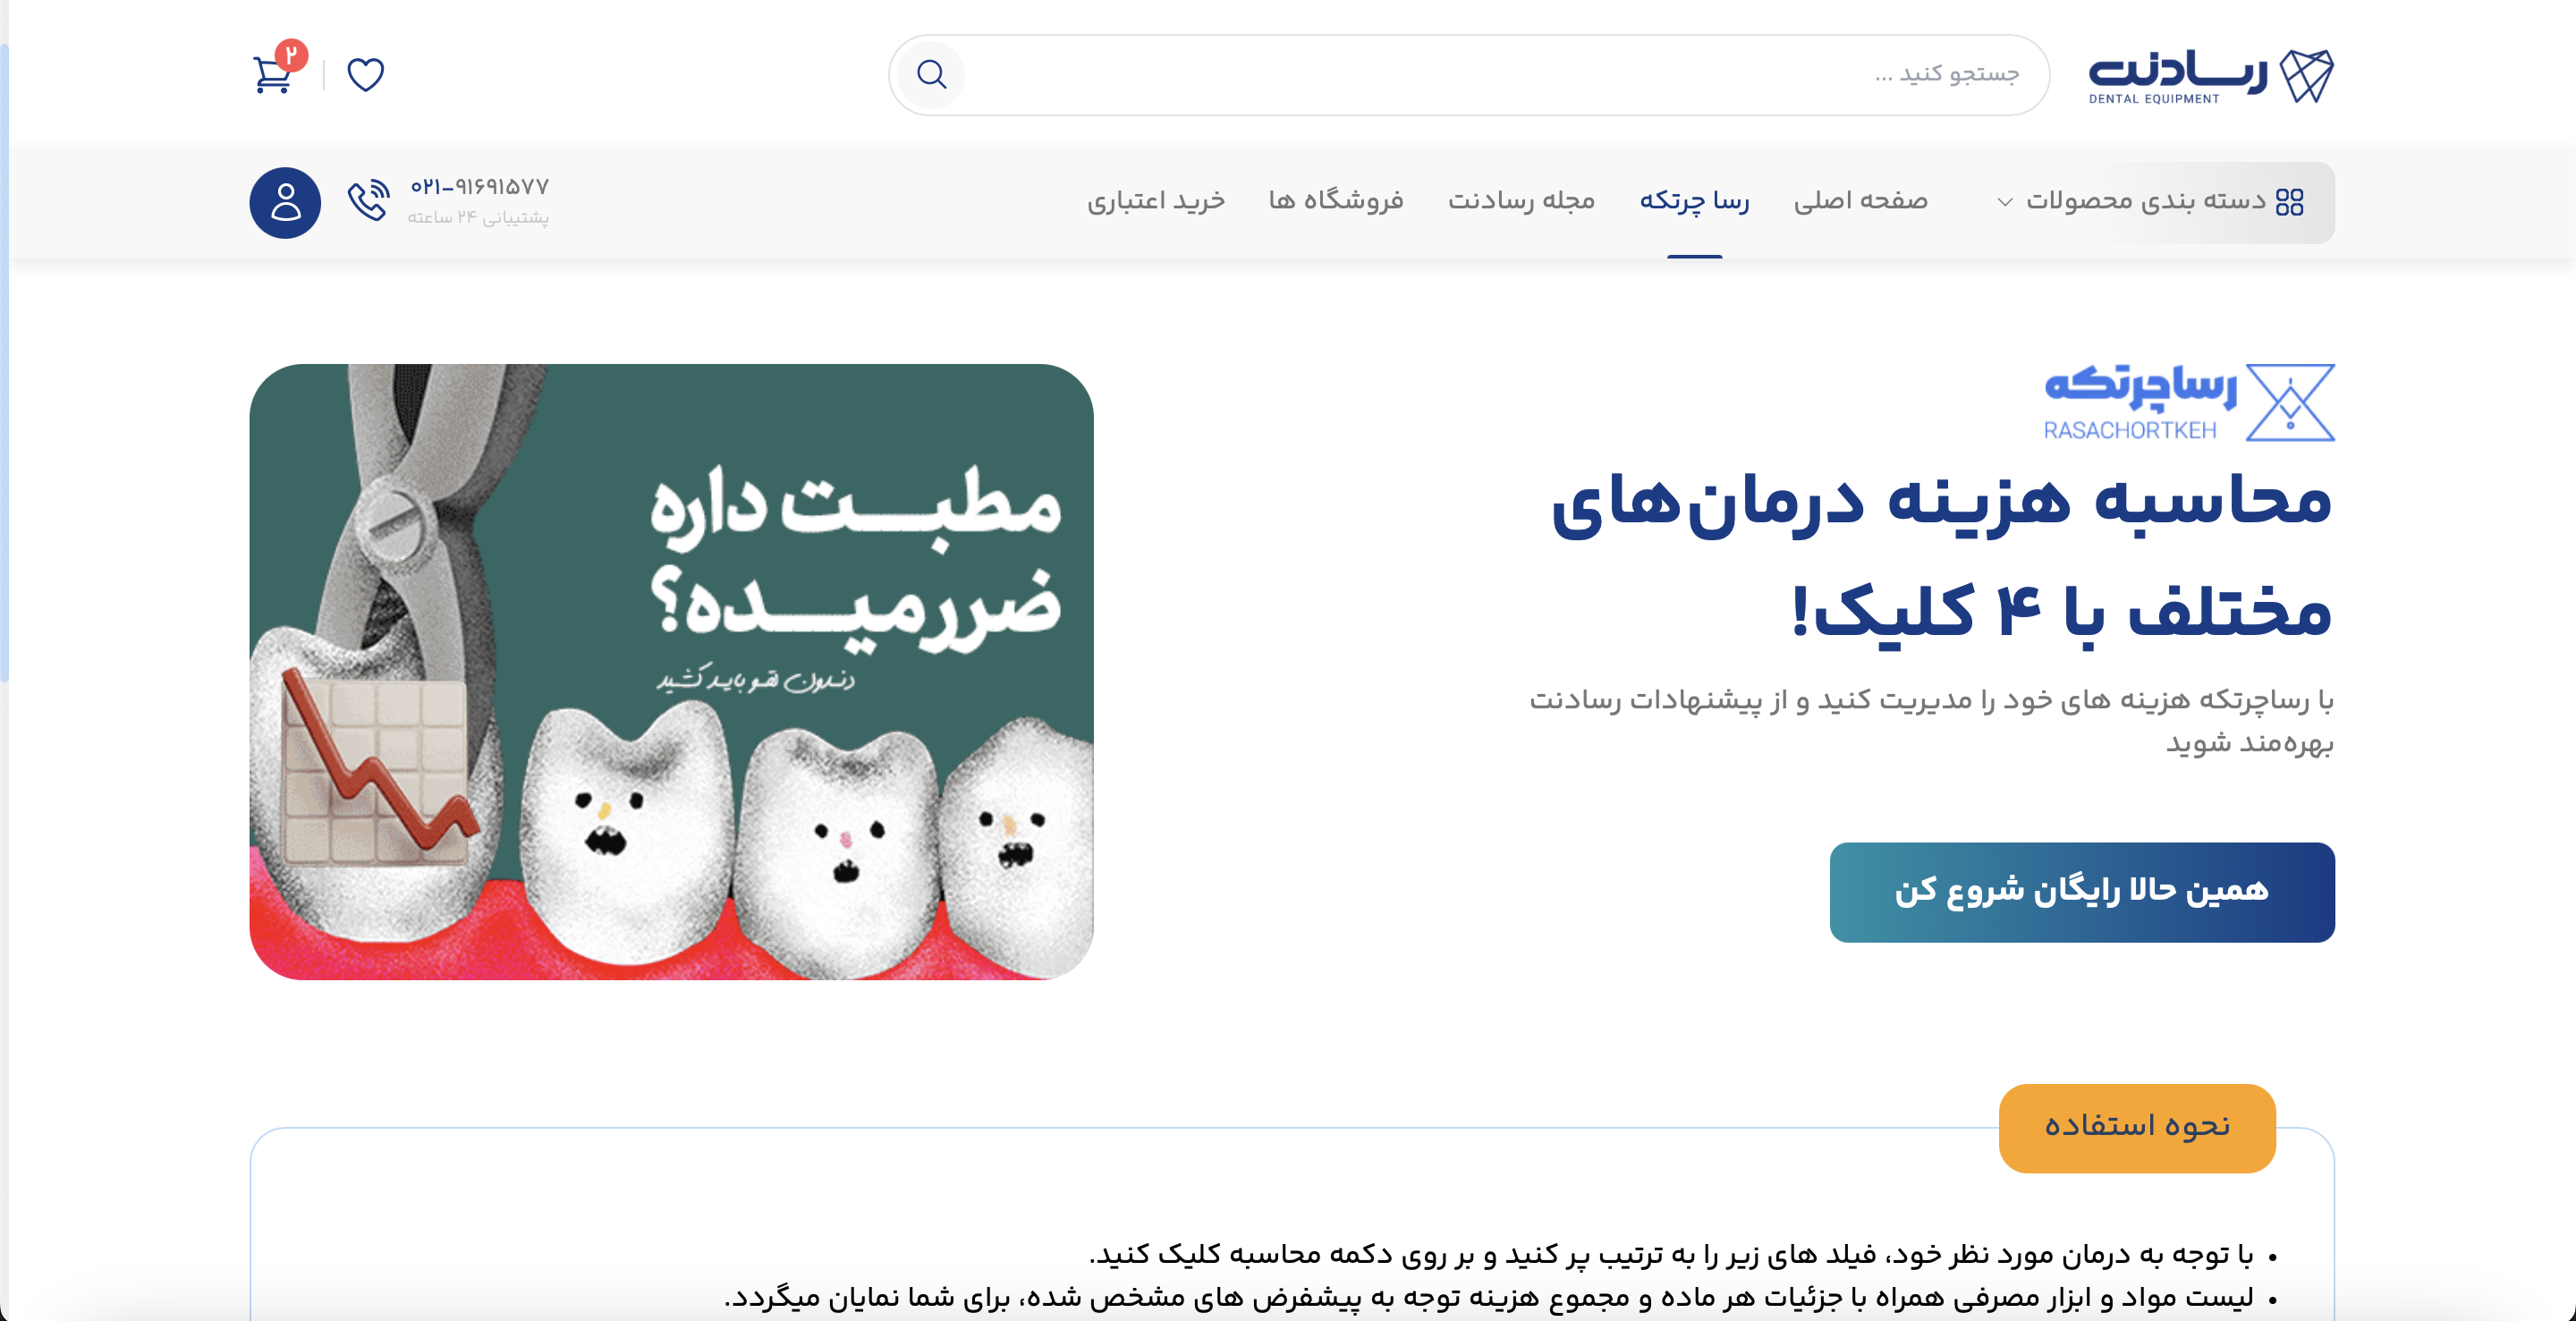 رسادنت
DENTAL EQUIPMENT
جستجو کنید ...
۲
دسته بندی محصولات
صفحه اصلی
رسا چرتکه
مجله رسادنت
فروشگاه ها
خرید اعتباری
۰۲۱-۹۱۶۹۱۵۷۷
پشتیبانی ۲۴ ساعته
رساچرتکه
RASACHORTKEH
محاسبه هزینه درمان‌های
مختلف با ۴ کلیک!
با رساچرتکه هزینه های خود را مدیریت کنید و از پیشنهادات رسادنت
بهره‌مند شوید
همین حالا رایگان شروع کن
مطبت داره
ضرر میده؟
دندون لقو باید کشید
نحوه استفاده
• با توجه به درمان مورد نظر خود، فیلد های زیر را به ترتیب پر کنید و بر روی دکمه محاسبه کلیک کنید.
• لیست مواد و ابزار مصرفی همراه با جزئیات هر ماده و مجموع هزینه توجه به پیشفرض های مشخص شده، برای شما نمایان میگردد.